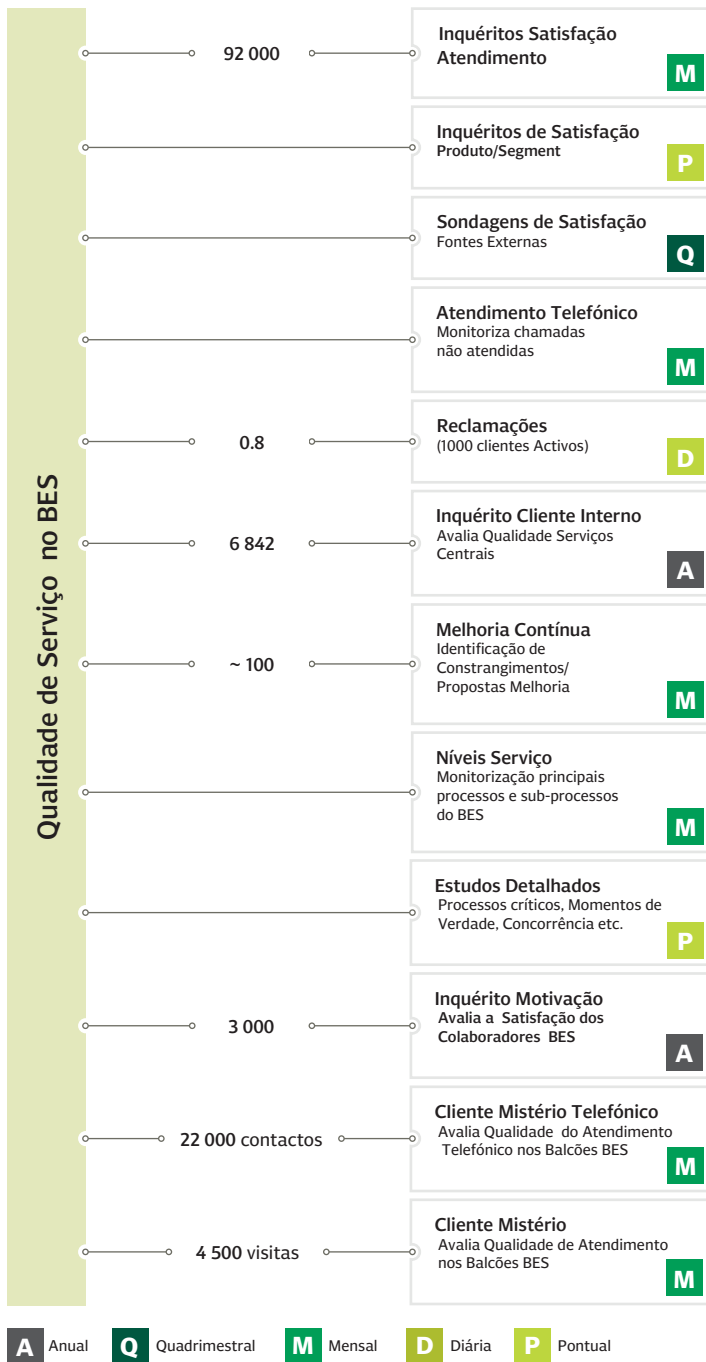 Qualidade de Serviço no BES
92 000
Inquéritos Satisfação
Atendimento
M
Inquéritos de Satisfação
Produto/Segment
P
Sondagens de Satisfação
Fontes Externas
Q
Atendimento Telefónico
Monitoriza chamadas
não atendidas
M
0.8
Reclamações
(1000 clientes Activos)
D
6 842
Inquérito Cliente Interno
Avalia Qualidade Serviços
Centrais
A
~ 100
Melhoria Contínua
Identificação de
Constrangimentos/
Propostas Melhoria
M
Níveis Serviço
Monitorização principais
processos e sub-processos
do BES
M
Estudos Detalhados
Processos críticos, Momentos de
Verdade, Concorrência etc.
P
3 000
Inquérito Motivação
Avalia a Satisfação dos
Colaboradores BES
A
22 000 contactos
Cliente Mistério Telefónico
Avalia Qualidade do Atendimento
Telefónico nos Balcões BES
M
4 500 visitas
Cliente Mistério
Avalia Qualidade de Atendimento
nos Balcões BES
M
A Anual Q Quadrimestral M Mensal D Diária P Pontual